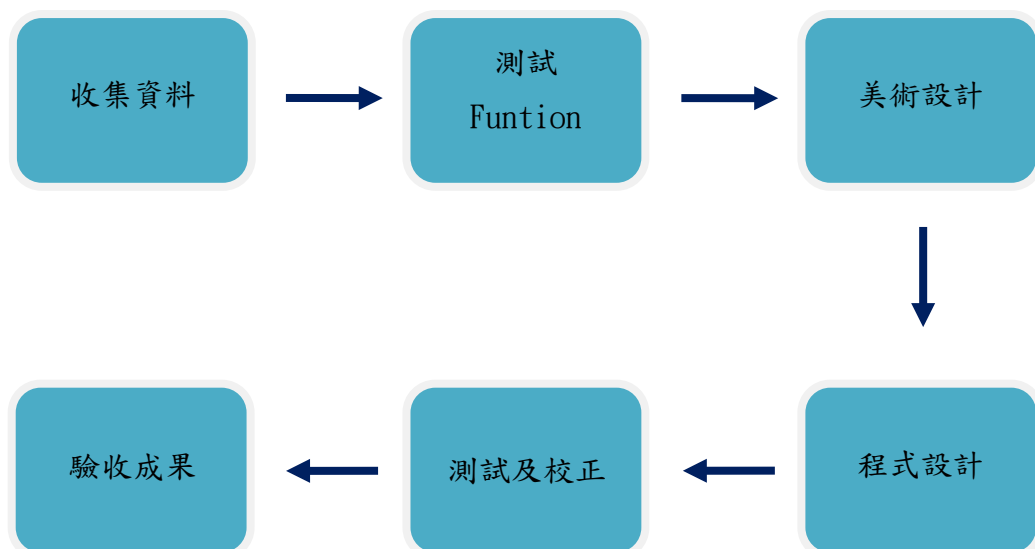 收集資料
測試
Funtion
美術設計
程式設計
測試及校正
驗收成果